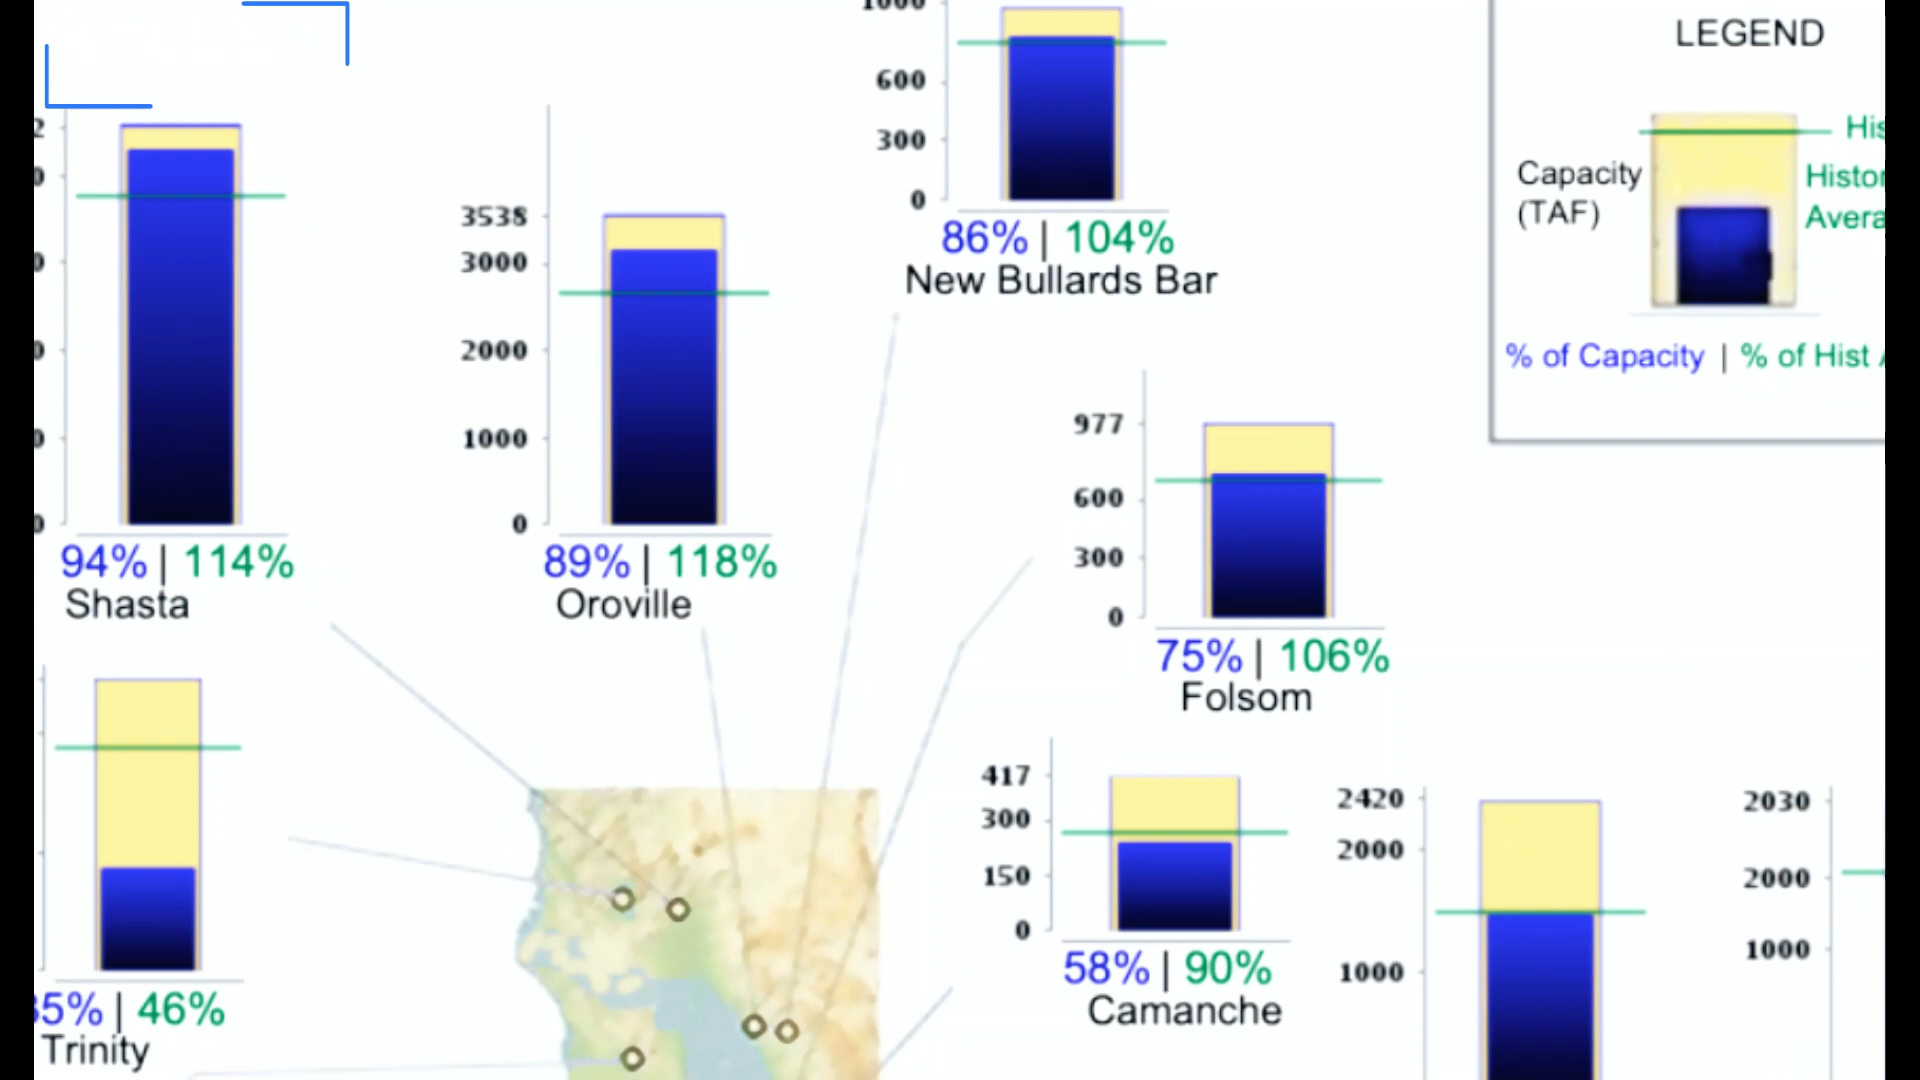 1000
600
300
0
86% | 104%
New Bullards Bar
LEGEND
Capacity
(TAF)
% of Capacity | % of Hist
94% | 114%
Shasta
3538
3000
2000
1000
0
89% | 118%
Oroville
977
600
300
0
75% | 106%
Folsom
46%
Trinity
417
300
150
0
58% | 90%
Camanche
2420
2000
1000
2030
2000
1000